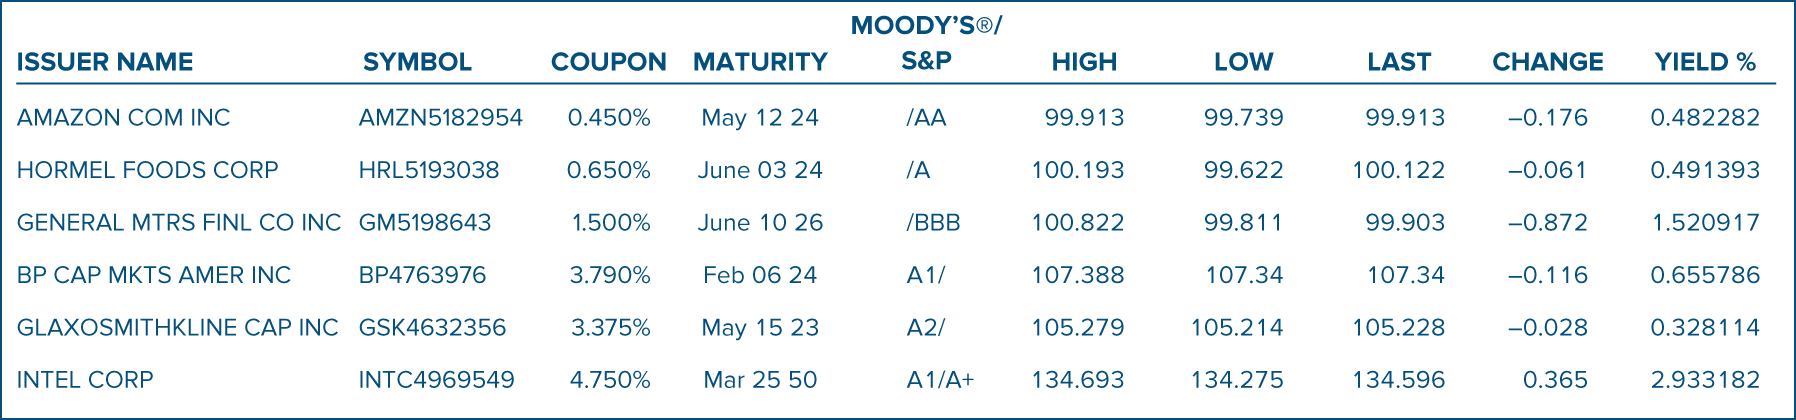 MOODY'S®/
ISSUER NAME SYMBOL COUPON MATURITY S&P HIGH LOW LAST CHANGE YIELD %
AMAZON COM INC AMZN5182954 0.450% May 12 24 /AA 99.913 99.739 99.913 –0.176 0.482282
HORMEL FOODS CORP HRL5193038 0.650% June 03 24 /A 100.193 99.622 100.122 –0.061 0.491393
GENERAL MTRS FINL CO INC GM5198643 1.500% June 10 26 /BBB 100.822 99.811 99.903 –0.872 1.520917
BP CAP MKTS AMER INC BP4763976 3.790% Feb 06 24 A1/ 107.388 107.34 107.34 –0.116 0.655786
GLAXOSMITHKLINE CAP INC GSK4632356 3.375% May 15 23 A2/ 105.279 105.214 105.228 –0.028 0.328114
INTEL CORP INTC4969549 4.750% Mar 25 50 A1/A+ 134.693 134.275 134.596 0.365 2.933182